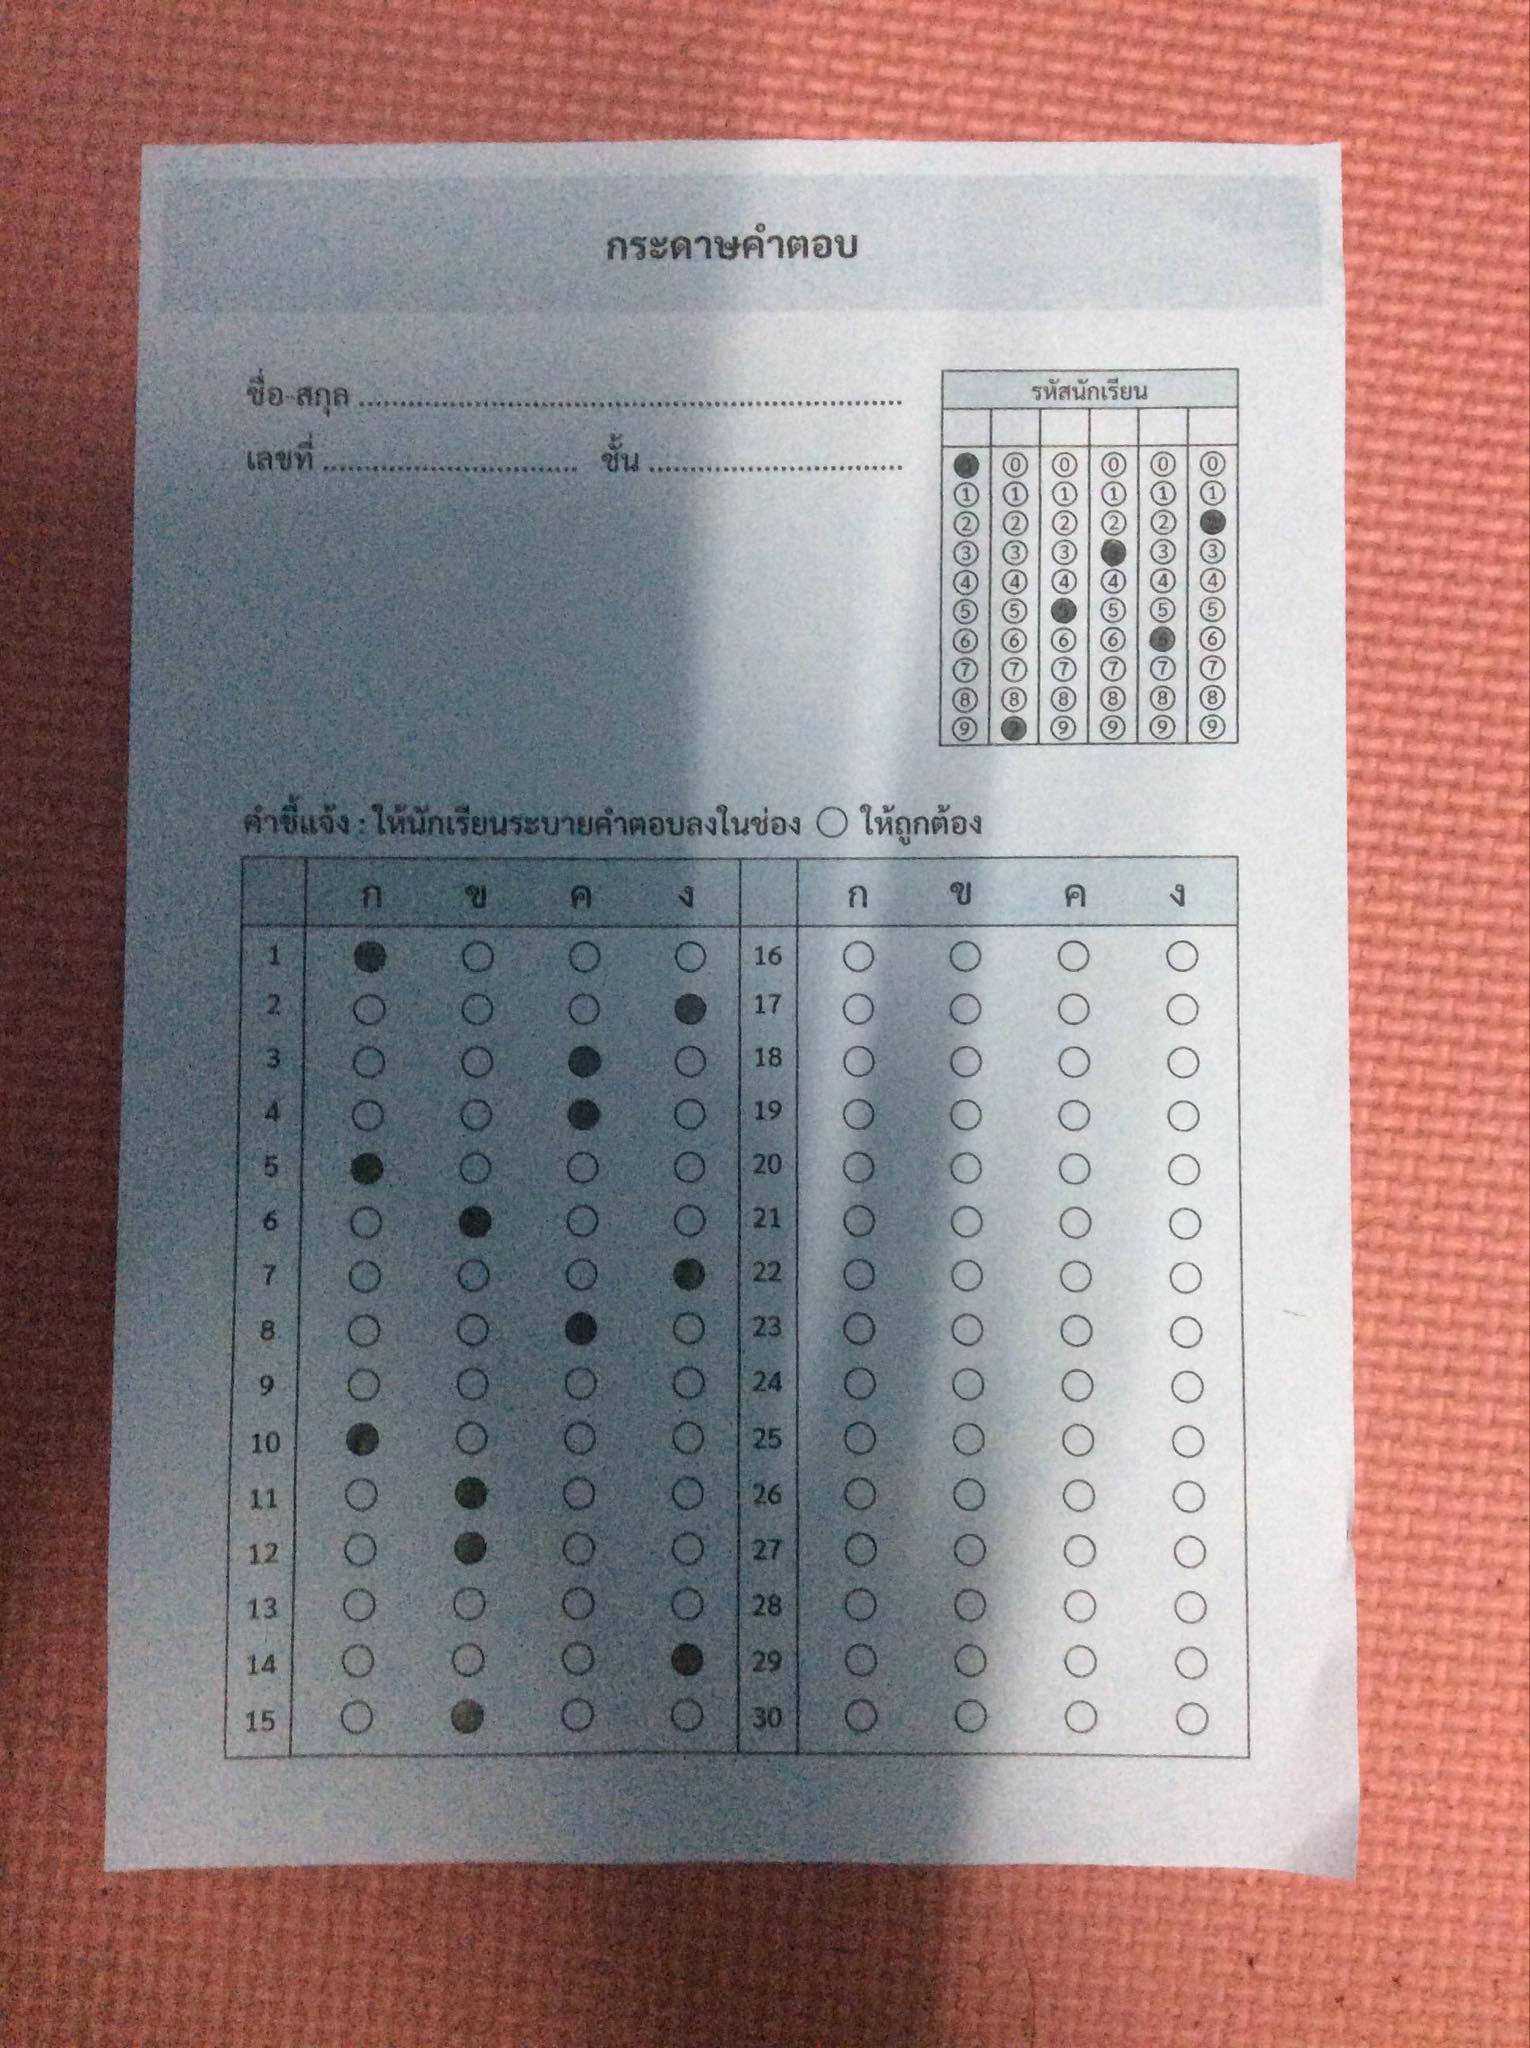 กระดาษคำตอบ
ชื่อ-สกุล ........................................................................
เลขที่ .................................. ชั้น ..................................
รหัสนักเรียน
0 0 0 0 0
1 1 1 1 1 1
2 2 2 2 2
3 3 3 3 3
4 4 4 4 4 4
5 5 5 5 5
6 6 6 6 6
7 7 7 7 7 7
8 8 8 8 8 8
9 9 9 9 9
คำชี้แจ้ง : ให้นักเรียนระบายคำตอบลงในช่อง ○ ให้ถูกต้อง
ก ข ค ง ก ข ค ง
1 16
2 17
3 18
4 19
5 20
6 21
7 22
8 23
9 24
10 25
11 26
12 27
13 28
14 29
15 30